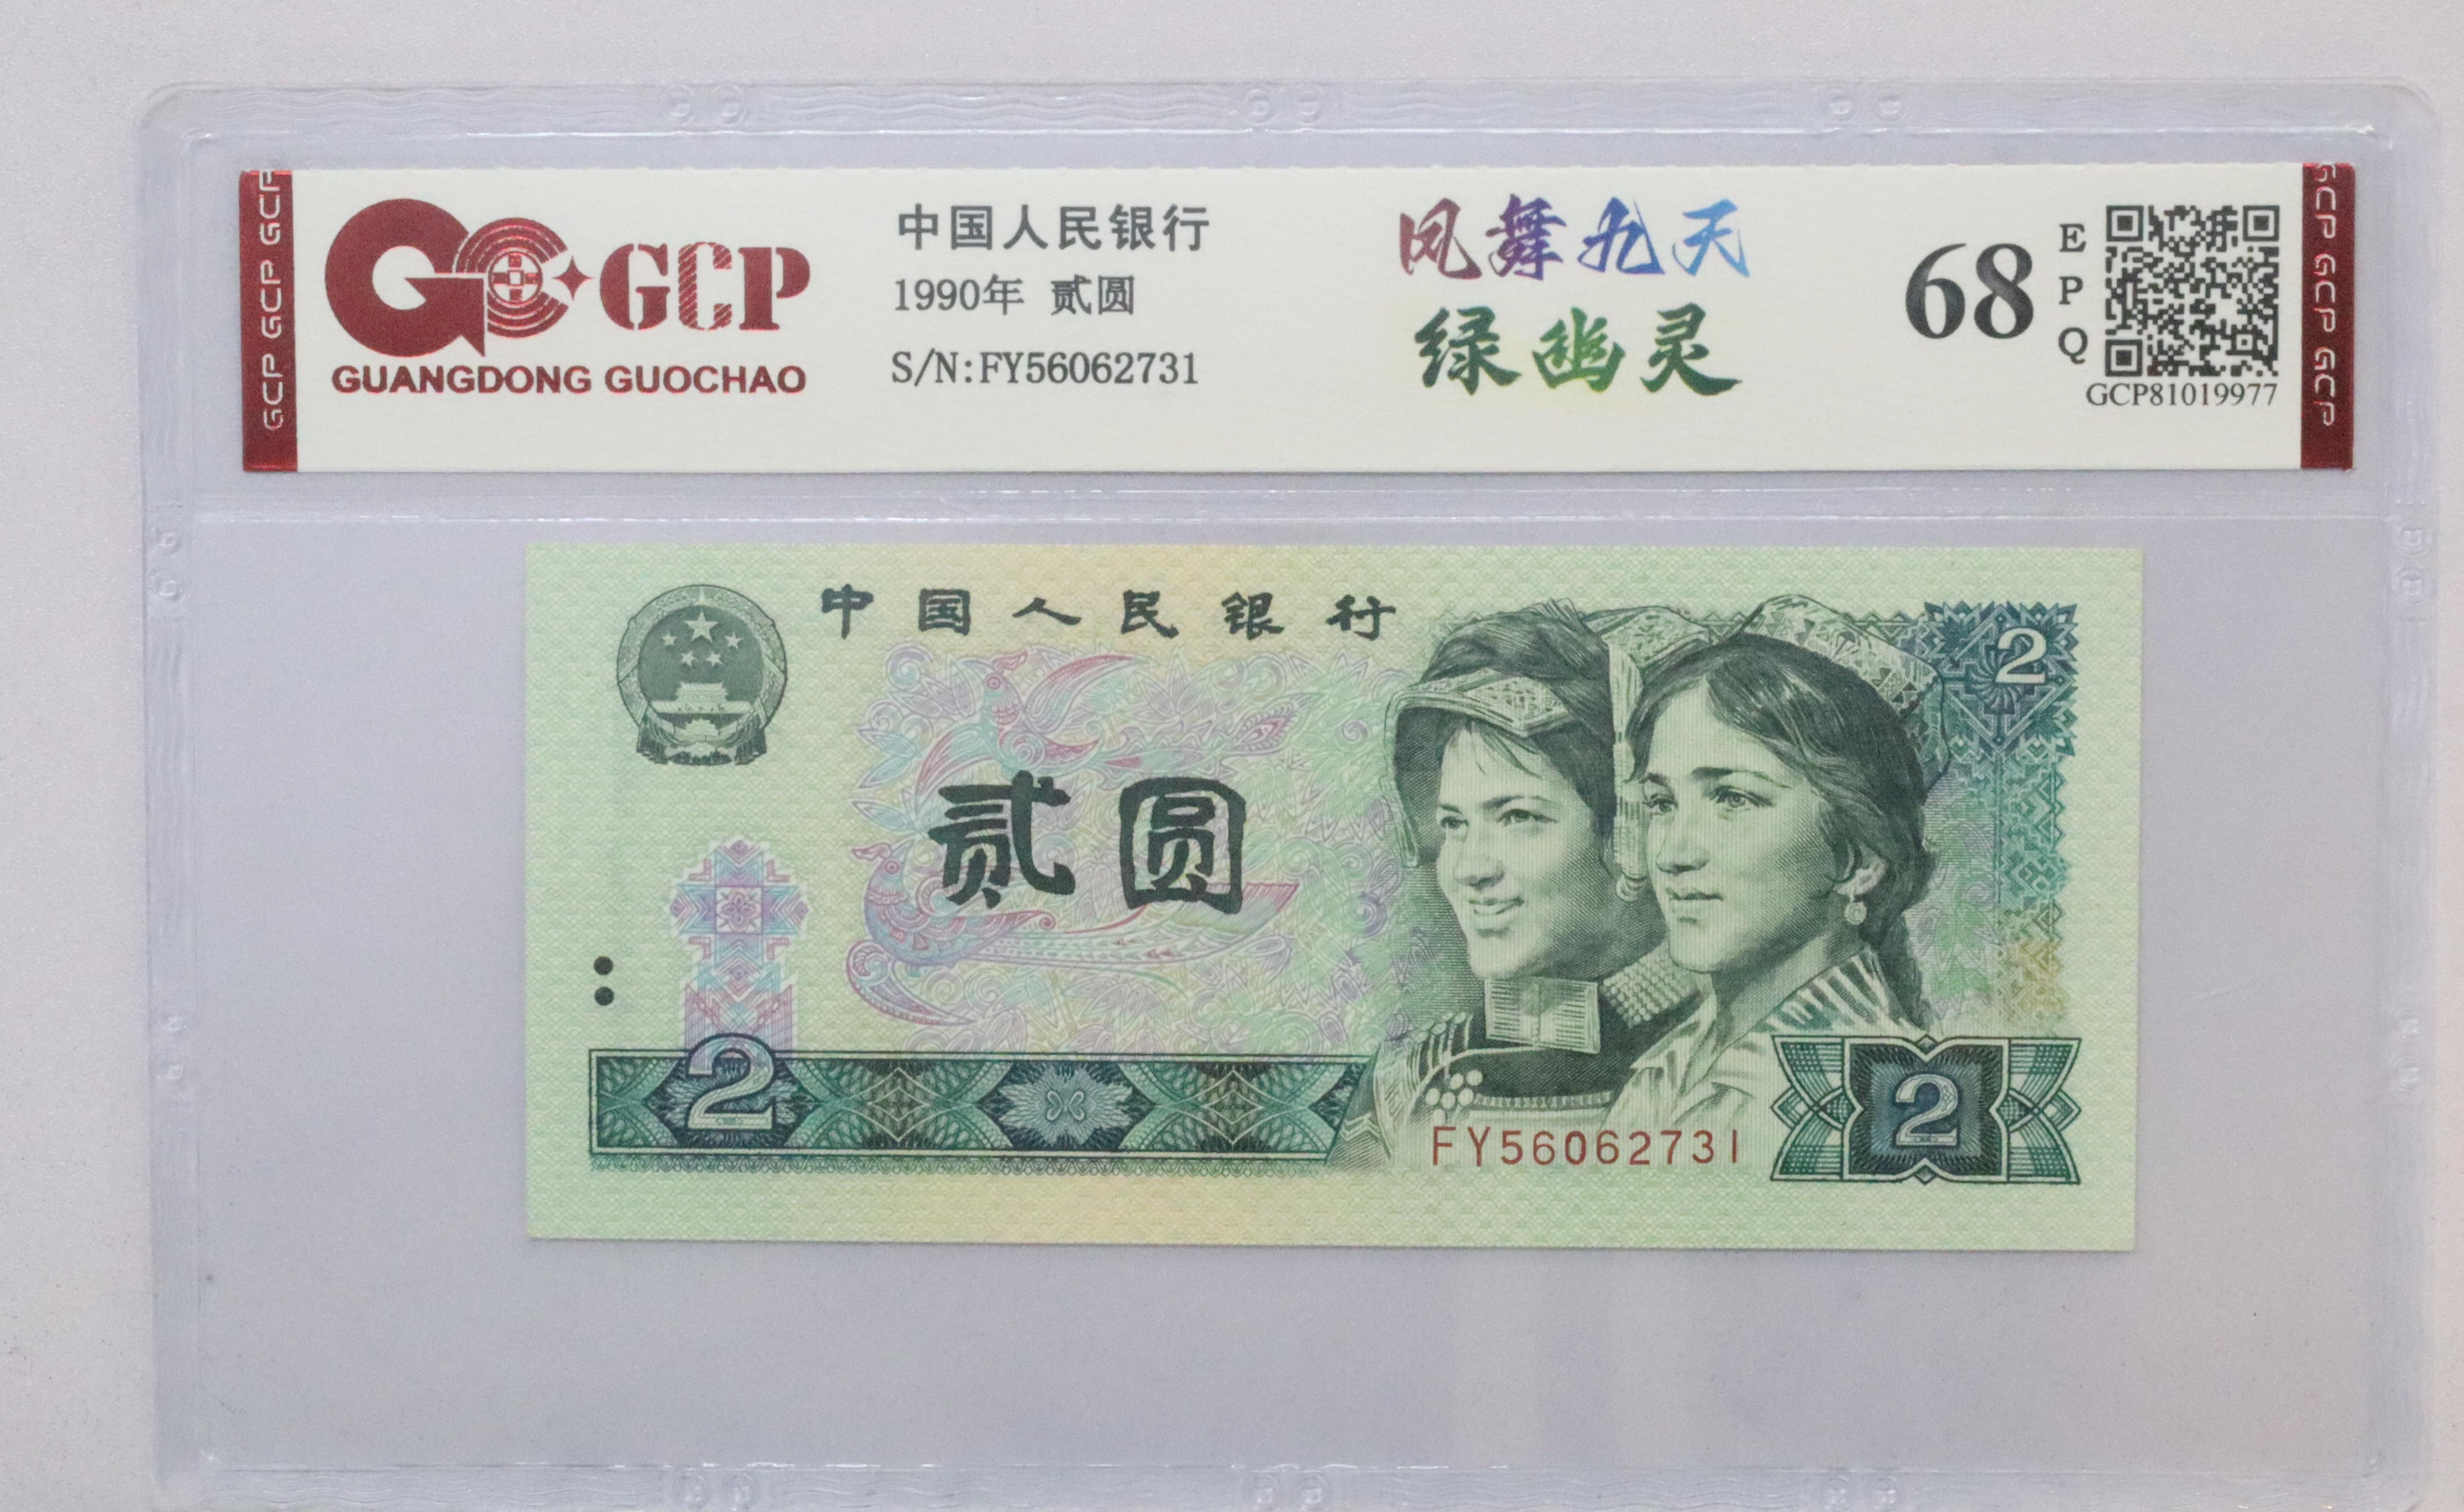 GCP GCP GCP
GCP
GUANGDONG GUOCHAO
中国人民银行
1990年 贰圆
S/N:FY56062731
凤舞九天
绿幽灵
68
E
P
Q
GCP81019977
GCP GCP GCP
中国人民银行
2
贰圆
2
FY56062731
2